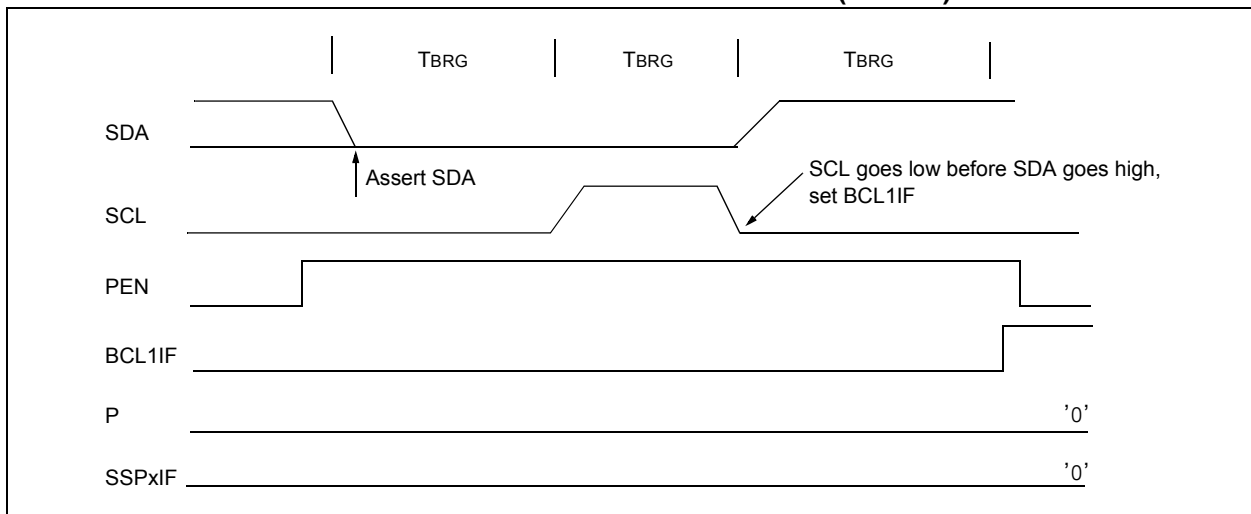 TBRG TBRG TBRG
SDA
Assert SDA
SCL goes low before SDA goes high,
set BCL1IF
SCL
PEN
BCL1IF
P '0'
SSPxIF '0'